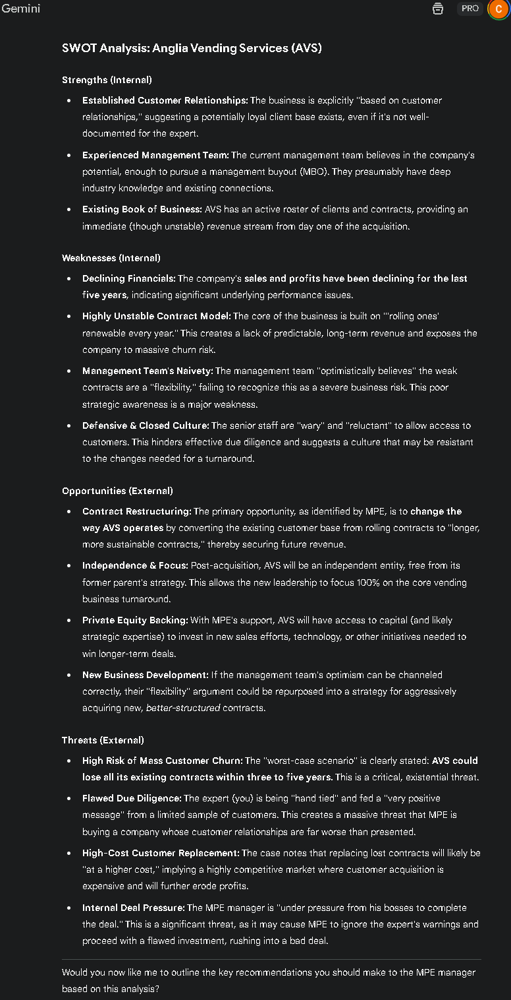 Gemini
PRO
C
SWOT Analysis: Anglia Vending Services (AVS)
Strengths (Internal)
• Established Customer Relationships: The business is explicitly "based on customer
relationships," suggesting a potentially loyal client base exists, even if it's not well-
documented for the expert.
• Experienced Management Team: The current management team believes in the company's
potential, enough to pursue a management buyout (MBO). They presumably have deep
industry knowledge and existing connections.
• Existing Book of Business: AVS has an active roster of clients and contracts, providing an
immediate (though unstable) revenue stream from day one of the acquisition.
Weaknesses (Internal)
• Declining Financials: The company's sales and profits have been declining for the last
five years, indicating significant underlying performance issues.
• Highly Unstable Contract Model: The core of the business is built on "'rolling ones'
renewable every year." This creates a lack of predictable, long-term revenue and exposes the
company to massive churn risk.
• Management Team's Naivety: The management team "optimistically believes" the weak
contracts are a "flexibility," failing to recognize this as a severe business risk. This poor
strategic awareness is a major weakness.
• Defensive & Closed Culture: The senior staff are "wary" and "reluctant" to allow access to
customers. This hinders effective due diligence and suggests a culture that may be resistant
to the changes needed for a turnaround.
Opportunities (External)
• Contract Restructuring: The primary opportunity, as identified by MPE, is to change the
way AVS operates by converting the existing customer base from rolling contracts to "longer,
more sustainable contracts," thereby securing future revenue.
• Independence & Focus: Post-acquisition, AVS will be an independent entity, free from its
former parent's strategy. This allows the new leadership to focus 100% on the core vending
business turnaround.
• Private Equity Backing: With MPE's support, AVS will have access to capital (and likely
strategic expertise) to invest in new sales efforts, technology, or other initiatives needed to
win longer-term deals.
• New Business Development: If the management team's optimism can be channeled
correctly, their "flexibility" argument could be repurposed into a strategy for aggressively
acquiring new, better-structured contracts.
Threats (External)
• High Risk of Mass Customer Churn: The "worst-case scenario" is clearly stated: AVS could
lose all its existing contracts within three to five years. This is a critical, existential threat.
• Flawed Due Diligence: The expert (you) is being "hand tied" and fed a "very positive
message" from a limited sample of customers. This creates a massive threat that MPE is
buying a company whose customer relationships are far worse than presented.
• High-Cost Customer Replacement: The case notes that replacing lost contracts will likely be
"at a higher cost," implying a highly competitive market where customer acquisition is
expensive and will further erode profits.
• Internal Deal Pressure: The MPE manager is "under pressure from his bosses to complete
the deal." This is a significant threat, as it may cause MPE to ignore the expert's warnings and
proceed with a flawed investment, rushing into a bad deal.
Would you now like me to outline the key recommendations you should make to the MPE manager
based on this analysis?